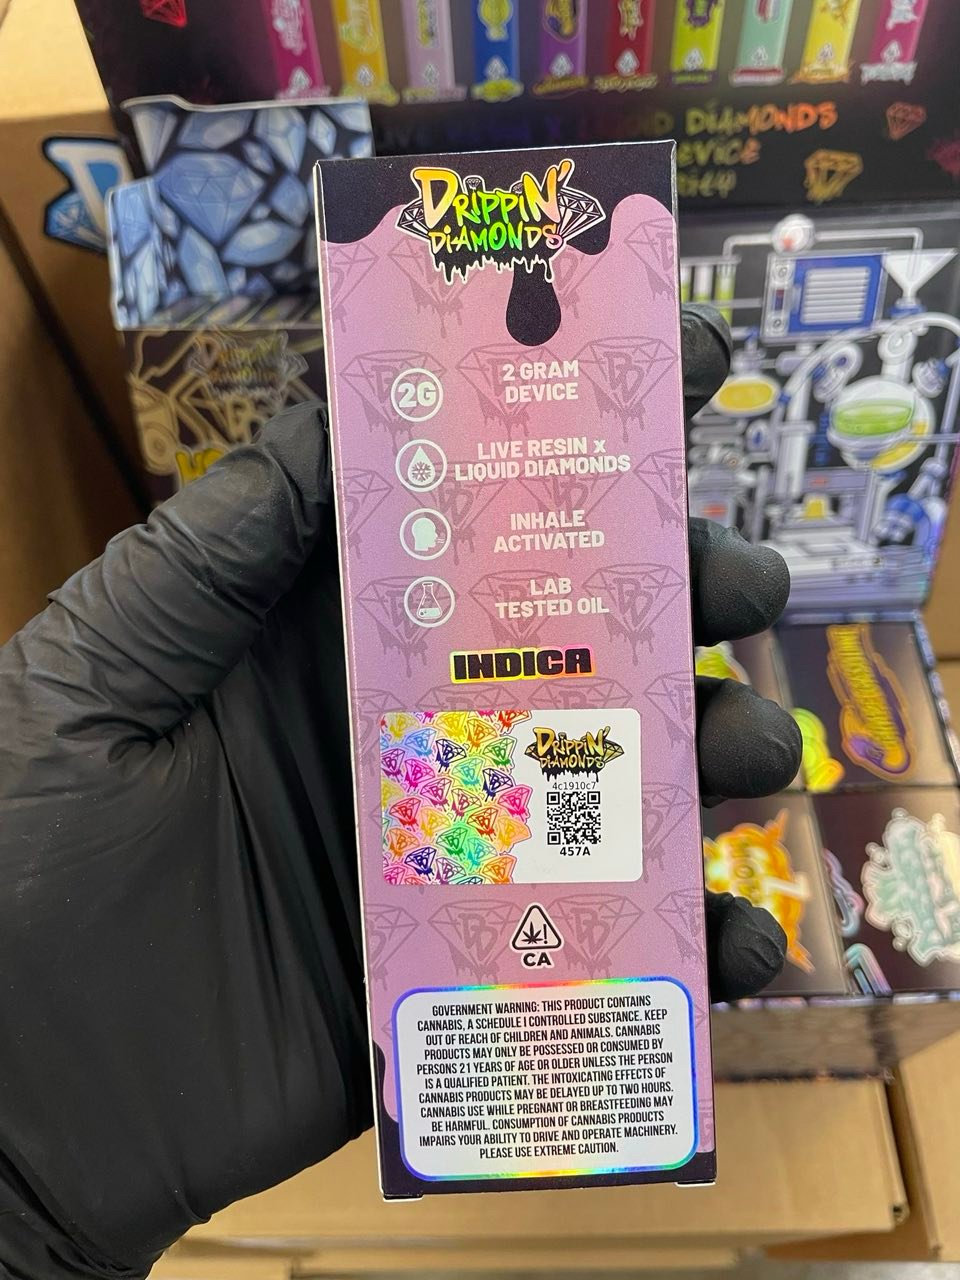 DIAMONDS
DRIPPIN'
DIAMONDS
2G
2 GRAM
DEVICE
LIVE RESIN x
LIQUID DIAMONDS
INHALE
ACTIVATED
LAB
TESTED OIL
INDICA
DRIPPIN'
DIAMONDS
4c1910c7
457A
CA
GOVERNMENT WARNING: THIS PRODUCT CONTAINS
CANNABIS, A SCHEDULE I CONTROLLED SUBSTANCE. KEEP
OUT OF REACH OF CHILDREN AND ANIMALS. CANNABIS
PRODUCTS MAY ONLY BE POSSESSED OR CONSUMED BY
PERSONS 21 YEARS OF AGE OR OLDER UNLESS THE PERSON
IS A QUALIFIED PATIENT. THE INTOXICATING EFFECTS OF
CANNABIS PRODUCTS MAY BE DELAYED UP TO TWO HOURS.
CANNABIS USE WHILE PREGNANT OR BREASTFEEDING MAY
BE HARMFUL. CONSUMPTION OF CANNABIS PRODUCTS
IMPAIRS YOUR ABILITY TO DRIVE AND OPERATE MACHINERY.
PLEASE USE EXTREME CAUTION.